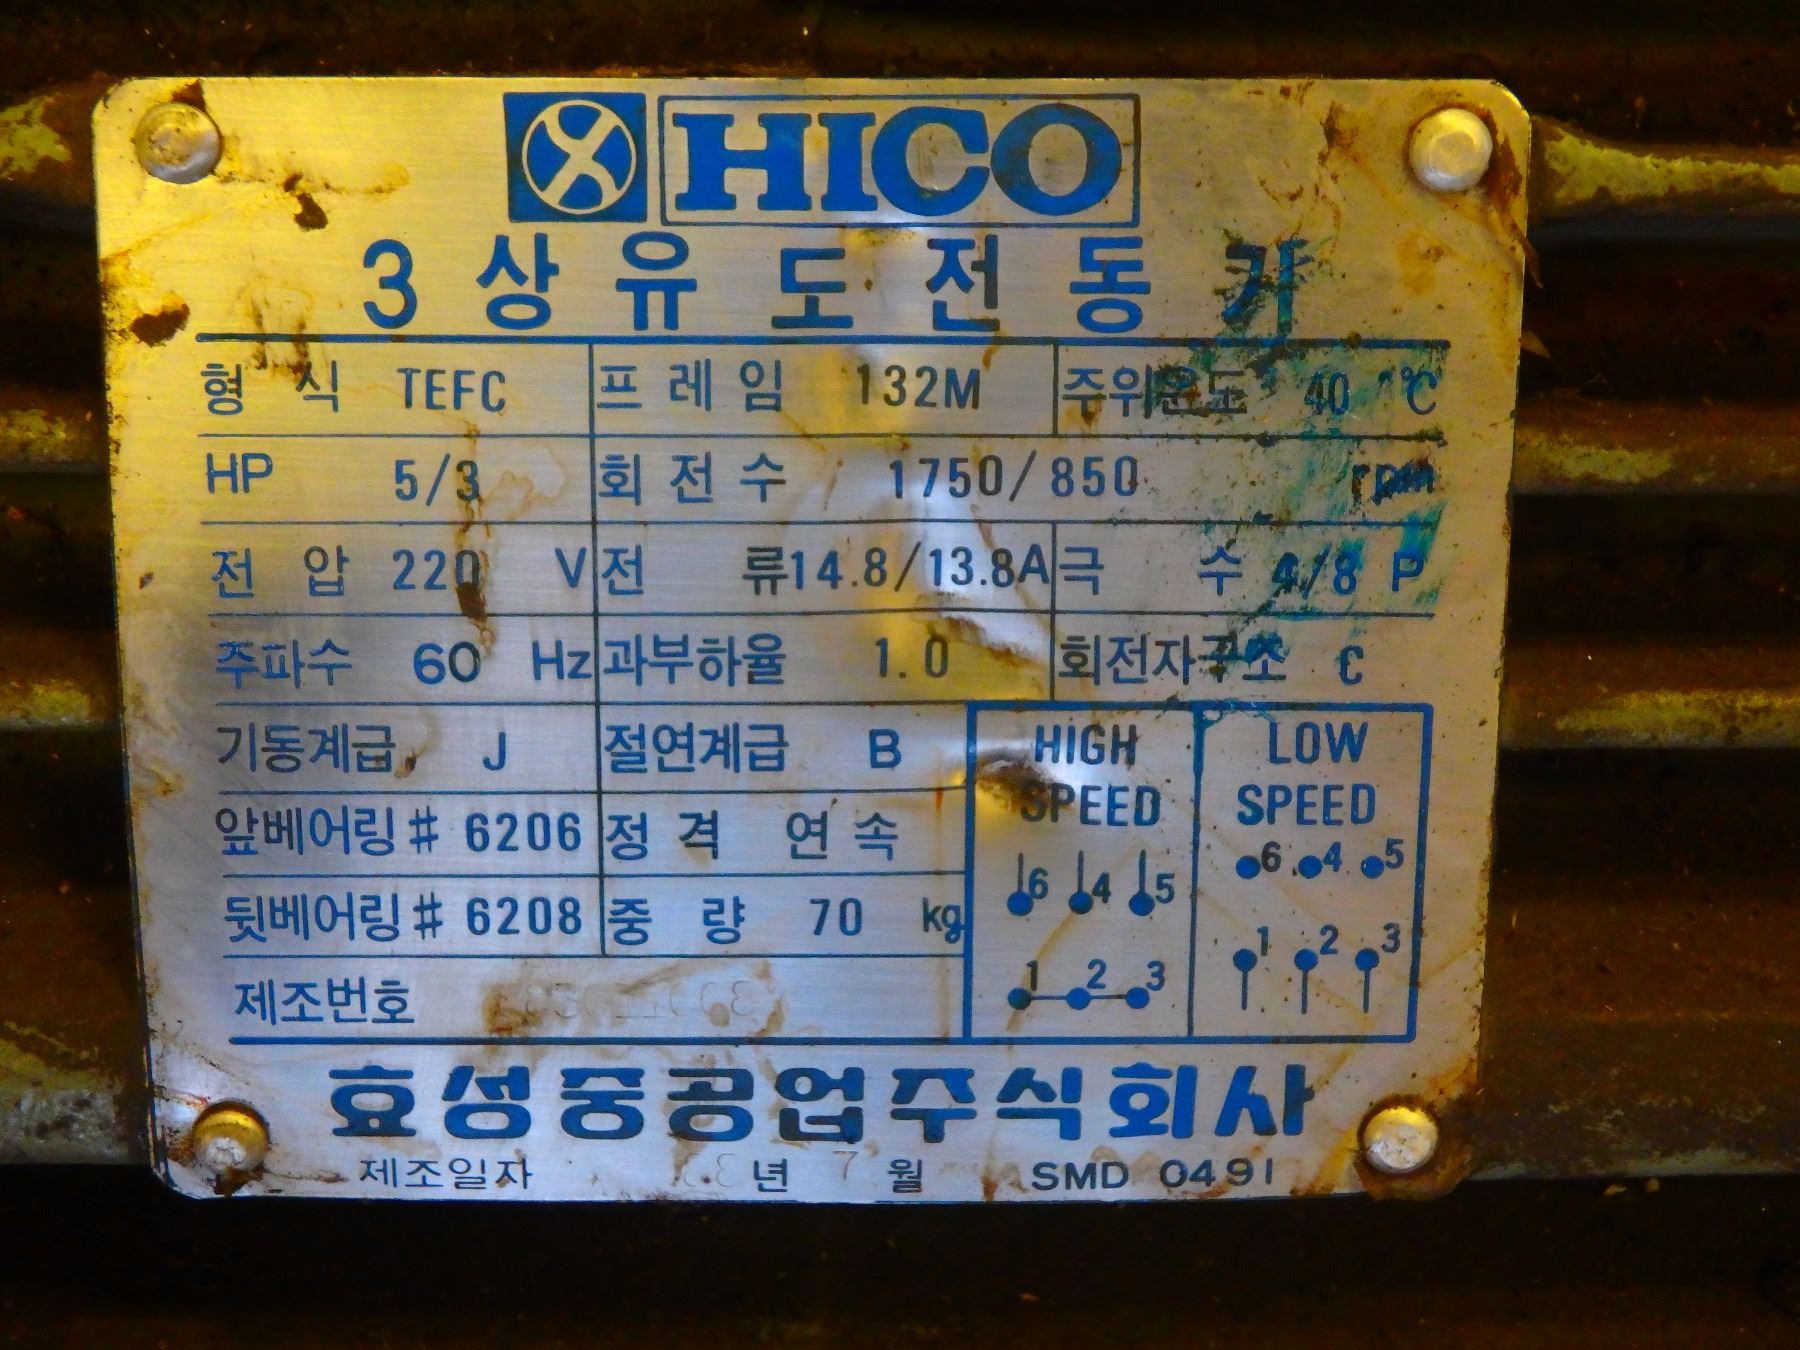 HICO
3상유도전동기
형식 TEFC 프레임 132M 주위온도 40 ℃
HP 5/3 회전수 1750/850 rpm
전압 220 V 전류 14.8/13.8A 극수 4/8 P
주파수 60 Hz 과부하율 1.0 회전자구조 C
기동계급 J 절연계급 B
앞베어링# 6206 정격 연속
뒷베어링# 6208 중량 70 kg
제조번호
HIGH SPEED
6 4 5
1 2 3
LOW SPEED
6 4 5
1 2 3
효성중공업주식회사
제조일자 년 7 월 SMD 0491